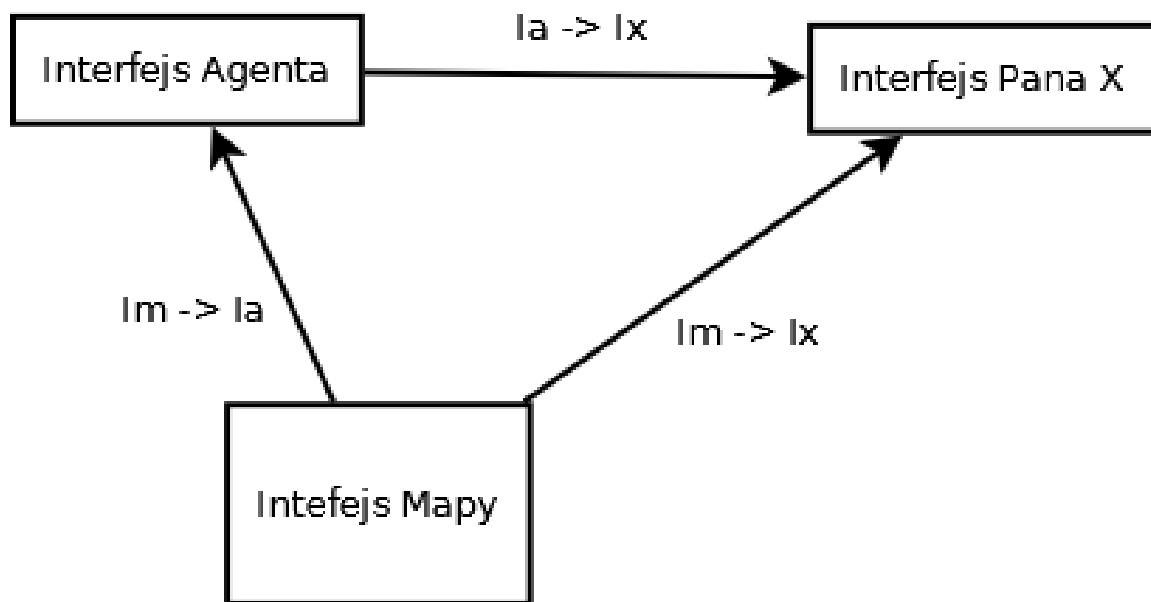 Ia -> Ix
Interfejs Agenta
Interfejs Pana X
Im -> Ia
Im -> Ix
Intefejs Mapy